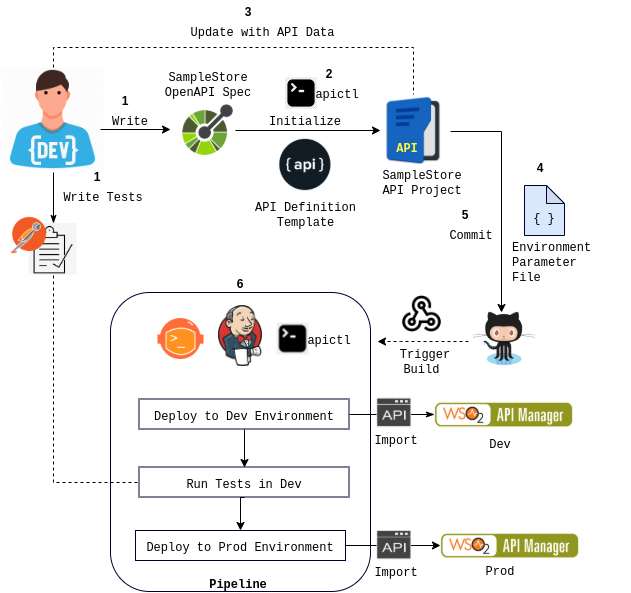 3
Update with API Data
SampleStore
OpenAPI Spec
2
apictl
1
Write
Initialize
{DEV}
API
{api}
1
Write Tests
SampleStore
API Project
4
API Definition
Template
5
Commit
{ }
Environment
Parameter
File
6
>_
apictl
Trigger
Build
Deploy to Dev Environment
API
Import
WSO2 API Manager
Dev
Run Tests in Dev
Deploy to Prod Environment
API
Import
WSO2 API Manager
Prod
Pipeline